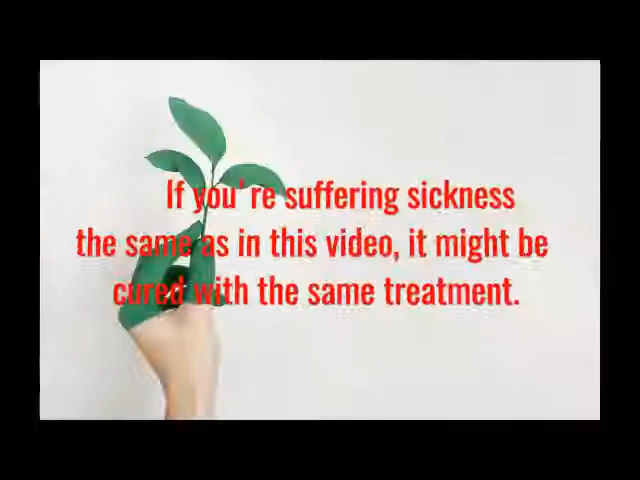 If you're suffering sickness
the same as in this video, it might be
cured with the same treatment.